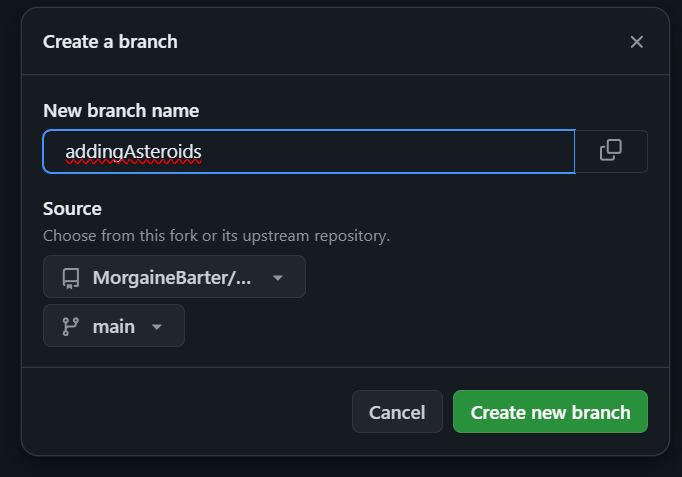 Create a branch
New branch name
addingAsteroids
Source
Choose from this fork or its upstream repository.
MorgaineBarter/...
main
Cancel Create new branch